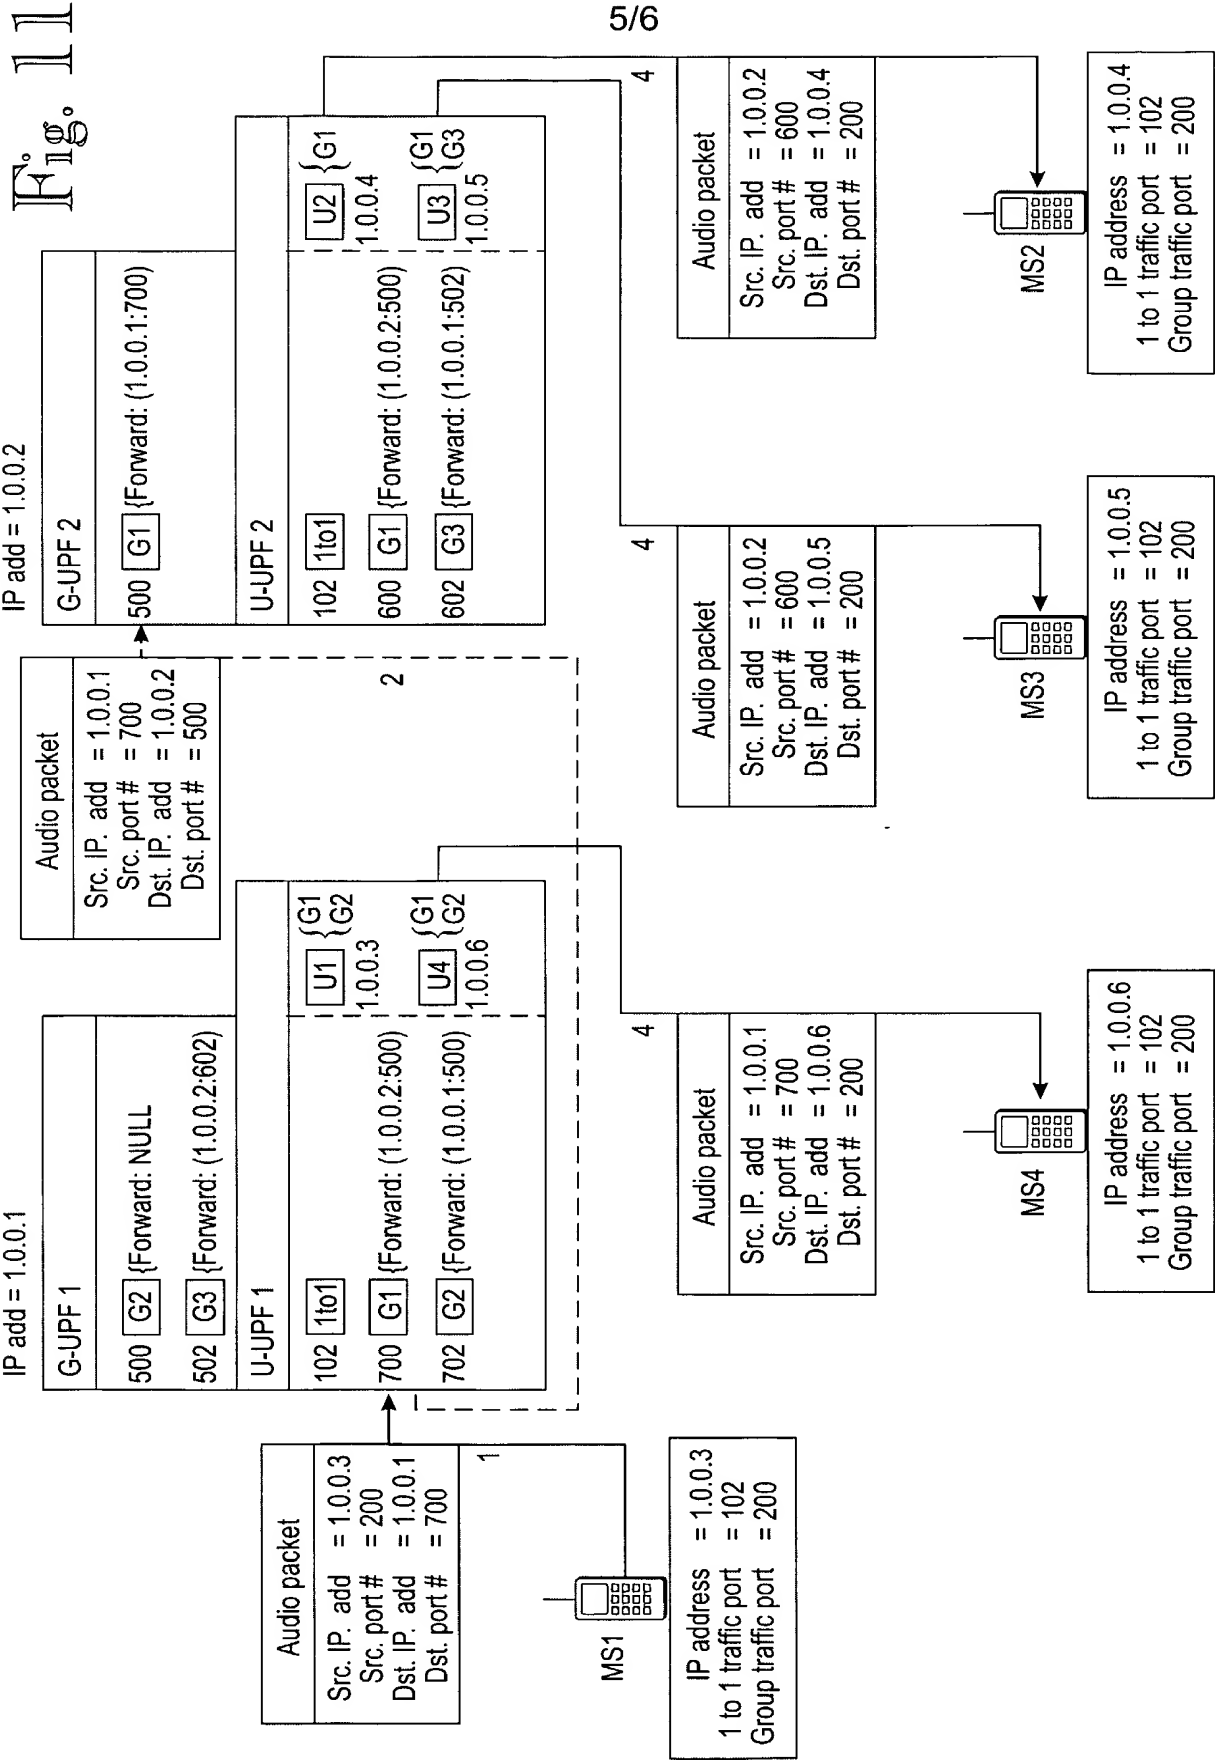 5/6
Fig. 11
IP add = 1.0.0.1
G-UPF 1
500 G2 {Forward: NULL
502 G3 {Forward: (1.0.0.2:602)
U-UPF 1
102 1to1
700 G1 {Forward: (1.0.0.2:500)
702 G2 {Forward: (1.0.0.1:500)
U1 {G1
G2
1.0.0.3
U4 {G1
G2
1.0.0.6
Audio packet
Src. IP. add = 1.0.0.1
Src. port # = 700
Dst. IP. add = 1.0.0.2
Dst. port # = 500
2
IP add = 1.0.0.2
G-UPF 2
500 G1 {Forward: (1.0.0.1:700)
U-UPF 2
102 1to1
600 G1 {Forward: (1.0.0.2:500)
602 G3 {Forward: (1.0.0.1:502)
U2 {G1
1.0.0.4
U3 {G1
G3
1.0.0.5
Audio packet
Src. IP. add = 1.0.0.3
Src. port # = 200
Dst. IP. add = 1.0.0.1
Dst. port # = 700
1
MS1
IP address = 1.0.0.3
1 to 1 traffic port = 102
Group traffic port = 200
4
Audio packet
Src. IP. add = 1.0.0.1
Src. port # = 700
Dst. IP. add = 1.0.0.6
Dst. port # = 200
MS4
IP address = 1.0.0.6
1 to 1 traffic port = 102
Group traffic port = 200
4
Audio packet
Src. IP. add = 1.0.0.2
Src. port # = 600
Dst. IP. add = 1.0.0.5
Dst. port # = 200
MS3
IP address = 1.0.0.5
1 to 1 traffic port = 102
Group traffic port = 200
4
Audio packet
Src. IP. add = 1.0.0.2
Src. port # = 600
Dst. IP. add = 1.0.0.4
Dst. port # = 200
MS2
IP address = 1.0.0.4
1 to 1 traffic port = 102
Group traffic port = 200